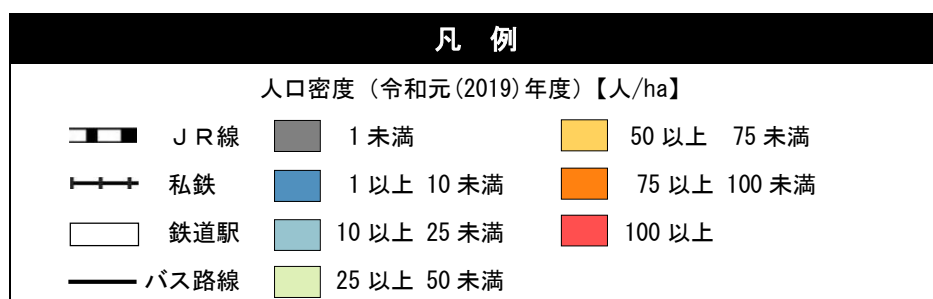 凡 例
人口密度（令和元(2019)年度）【人/ha】
ＪＲ線 1 未満 50 以上 75 未満
私鉄 1 以上 10 未満 75 以上 100 未満
鉄道駅 10 以上 25 未満 100 以上
バス路線 25 以上 50 未満